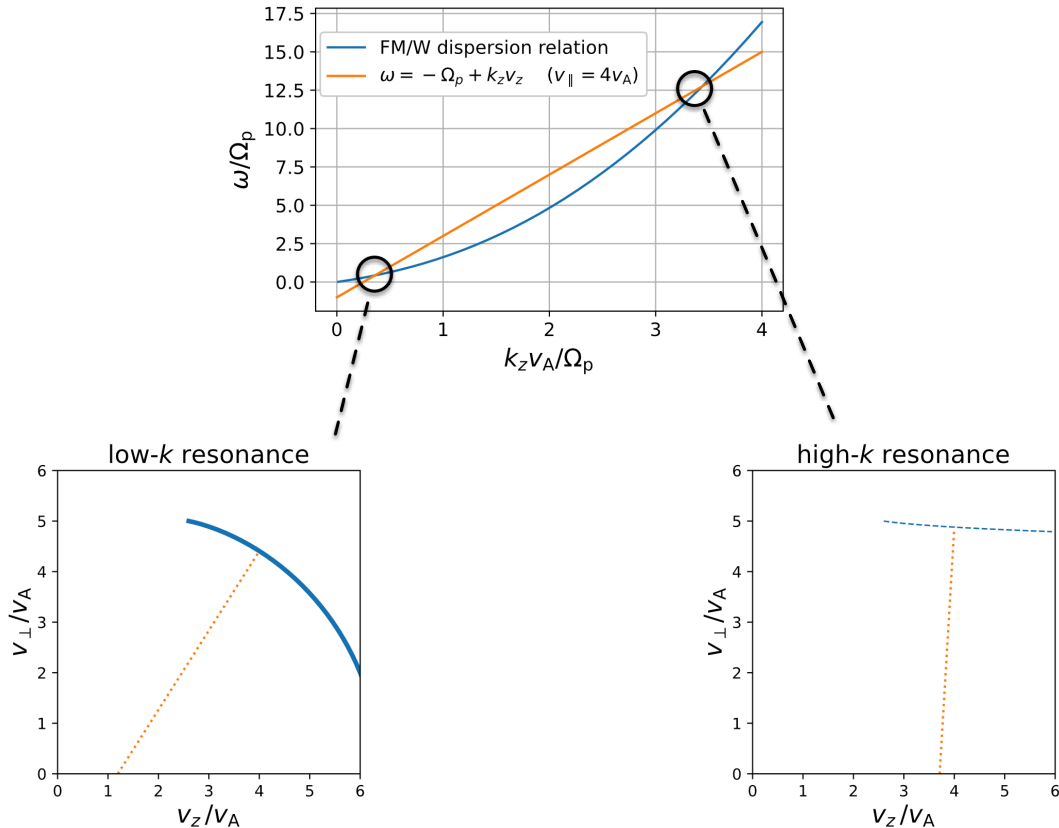 17.5
15.0
12.5
10.0
7.5
5.0
2.5
0.0
ω/Ωp
FM/W dispersion relation
ω = −Ωp + kzvz (v∥ = 4vA)
0 1 2 3 4
kzvA/Ωp
low-k resonance
6
5
4
3
2
1
0
v⊥/vA
0 1 2 3 4 5 6
vz/vA
high-k resonance
6
5
4
3
2
1
0
v⊥/vA
0 1 2 3 4 5 6
vz/vA